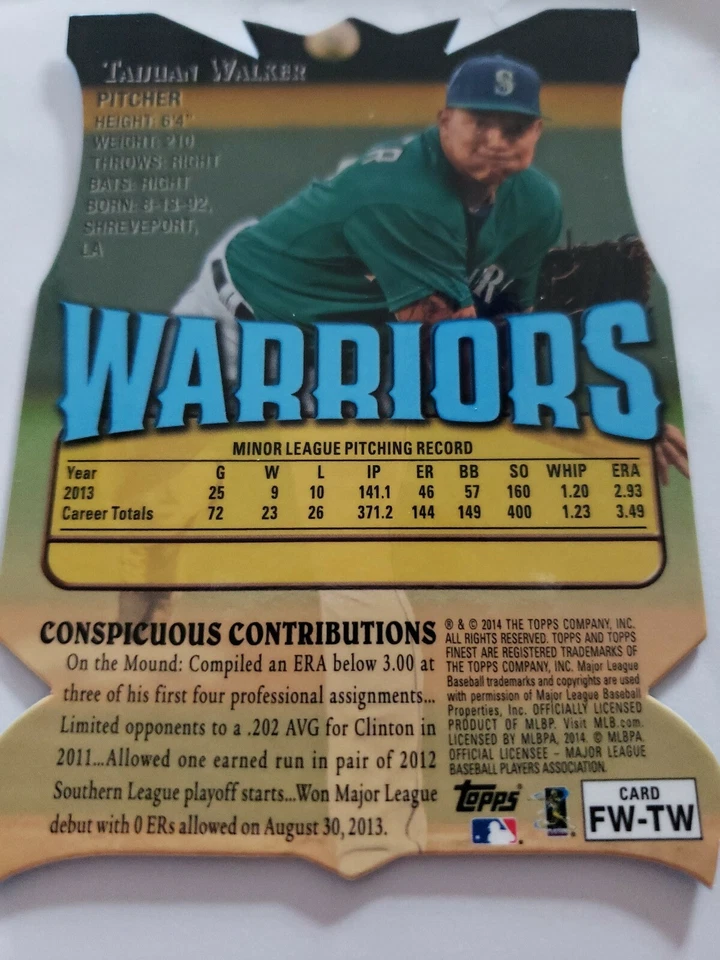 TAIJUAN WALKER
PITCHER
HEIGHT: 6'4"
WEIGHT: 210
THROWS: RIGHT
BATS: RIGHT
BORN: 8-13-92,
SHREVEPORT,
LA
S
WARRIORS
MINOR LEAGUE PITCHING RECORD
Year G W L IP ER BB SO WHIP ERA
2013 25 9 10 141.1 46 57 160 1.20 2.93
Career Totals 72 23 26 371.2 144 149 400 1.23 3.49
CONSPICUOUS CONTRIBUTIONS
On the Mound: Compiled an ERA below 3.00 at
three of his first four professional assignments...
Limited opponents to a .202 AVG for Clinton in
2011...Allowed one earned run in pair of 2012
Southern League playoff starts...Won Major League
debut with 0 ERs allowed on August 30, 2013.
® & © 2014 THE TOPPS COMPANY, INC.
ALL RIGHTS RESERVED. TOPPS AND TOPPS
FINEST ARE REGISTERED TRADEMARKS OF
THE TOPPS COMPANY, INC. Major League
Baseball trademarks and copyrights are used
with permission of Major League Baseball
Properties, Inc. OFFICIALLY LICENSED
PRODUCT OF MLBP. Visit MLB.com.
LICENSED BY MLBPA, 2014. © MLBPA.
OFFICIAL LICENSEE - MAJOR LEAGUE
BASEBALL PLAYERS ASSOCIATION.
TOPPS
CARD
FW-TW